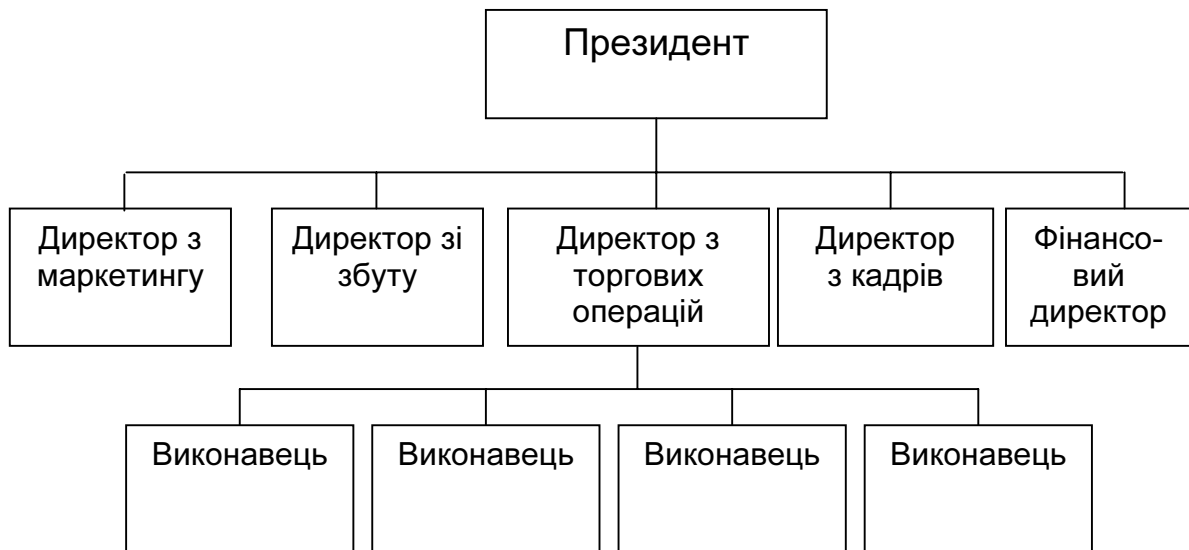 Президент
Директор з
маркетингу
Директор зі
збуту
Директор з
торгових
операцій
Директор
з кадрів
Фінансо-
вий
директор
Виконавець
Виконавець
Виконавець
Виконавець